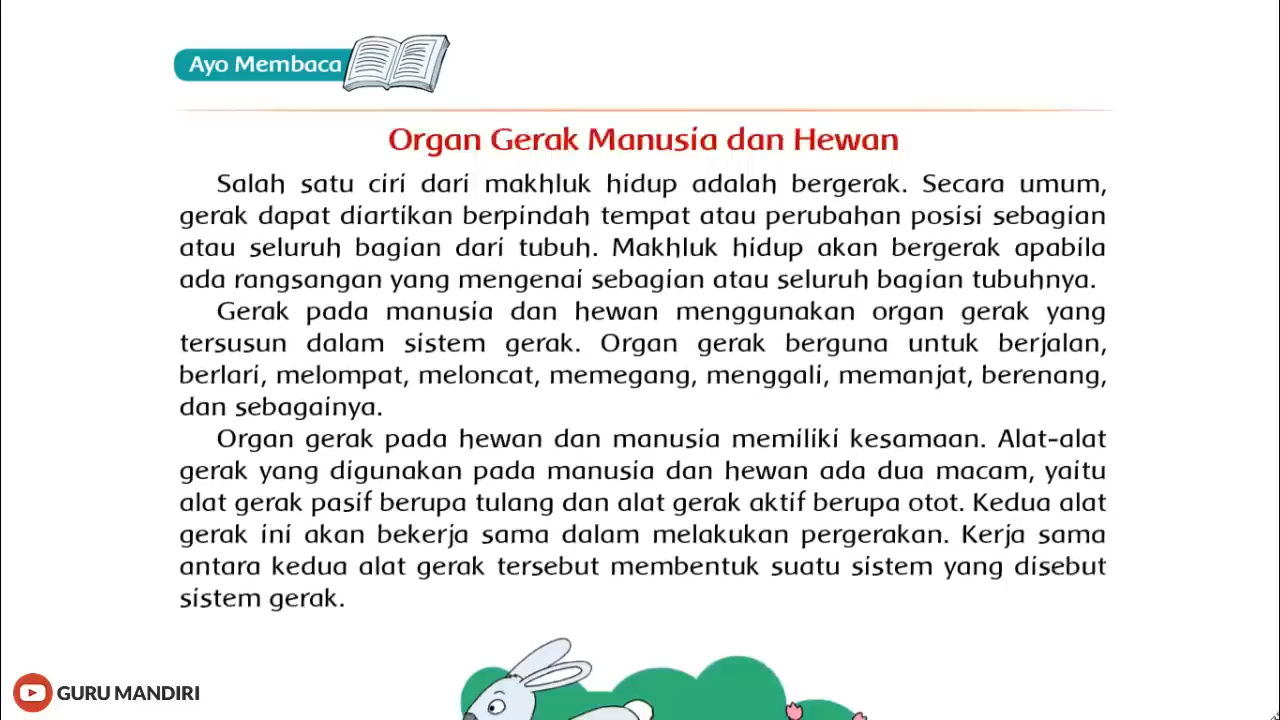 Ayo Membaca
Organ Gerak Manusia dan Hewan
Salah satu ciri dari makhluk hidup adalah bergerak. Secara umum,
gerak dapat diartikan berpindah tempat atau perubahan posisi sebagian
atau seluruh bagian dari tubuh. Makhluk hidup akan bergerak apabila
ada rangsangan yang mengenai sebagian atau seluruh bagian tubuhnya.
Gerak pada manusia dan hewan menggunakan organ gerak yang
tersusun dalam sistem gerak. Organ gerak berguna untuk berjalan,
berlari, melompat, meloncat, memegang, menggali, memanjat, berenang,
dan sebagainya.
Organ gerak pada hewan dan manusia memiliki kesamaan. Alat-alat
gerak yang digunakan pada manusia dan hewan ada dua macam, yaitu
alat gerak pasif berupa tulang dan alat gerak aktif berupa otot. Kedua alat
gerak ini akan bekerja sama dalam melakukan pergerakan. Kerja sama
antara kedua alat gerak tersebut membentuk suatu sistem yang disebut
sistem gerak.
GURU MANDIRI